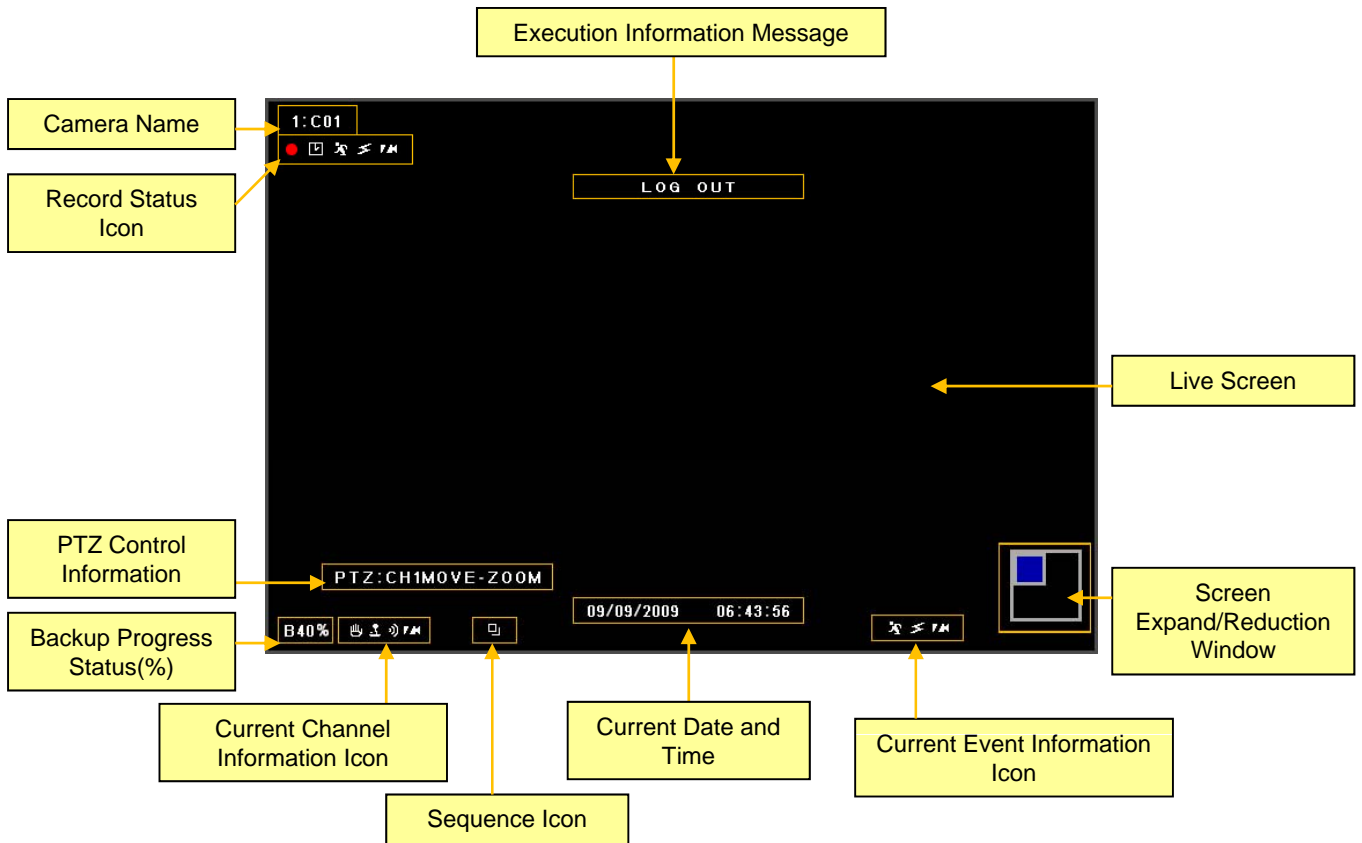 Execution Information Message
Camera Name
1:C01
Record Status
Icon
LOG OUT
Live Screen
PTZ Control
Information
PTZ:CH1MOVE-ZOOM
Screen
Expand/Reduction
Window
09/09/2009 06:43:56
Backup Progress
Status(%)
B40%
Current Channel
Information Icon
Current Date and
Time
Current Event Information
Icon
Sequence Icon